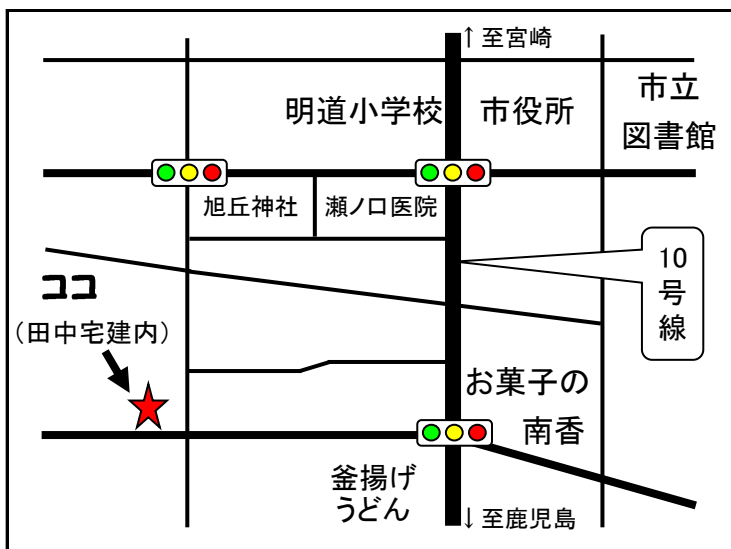 ↑至宮崎
明道小学校
市役所
市立
図書館
旭丘神社
瀬ノ口医院
10
号
線
ココ
(田中宅建内)
お菓子の
南香
釜揚げ
うどん
↓至鹿児島